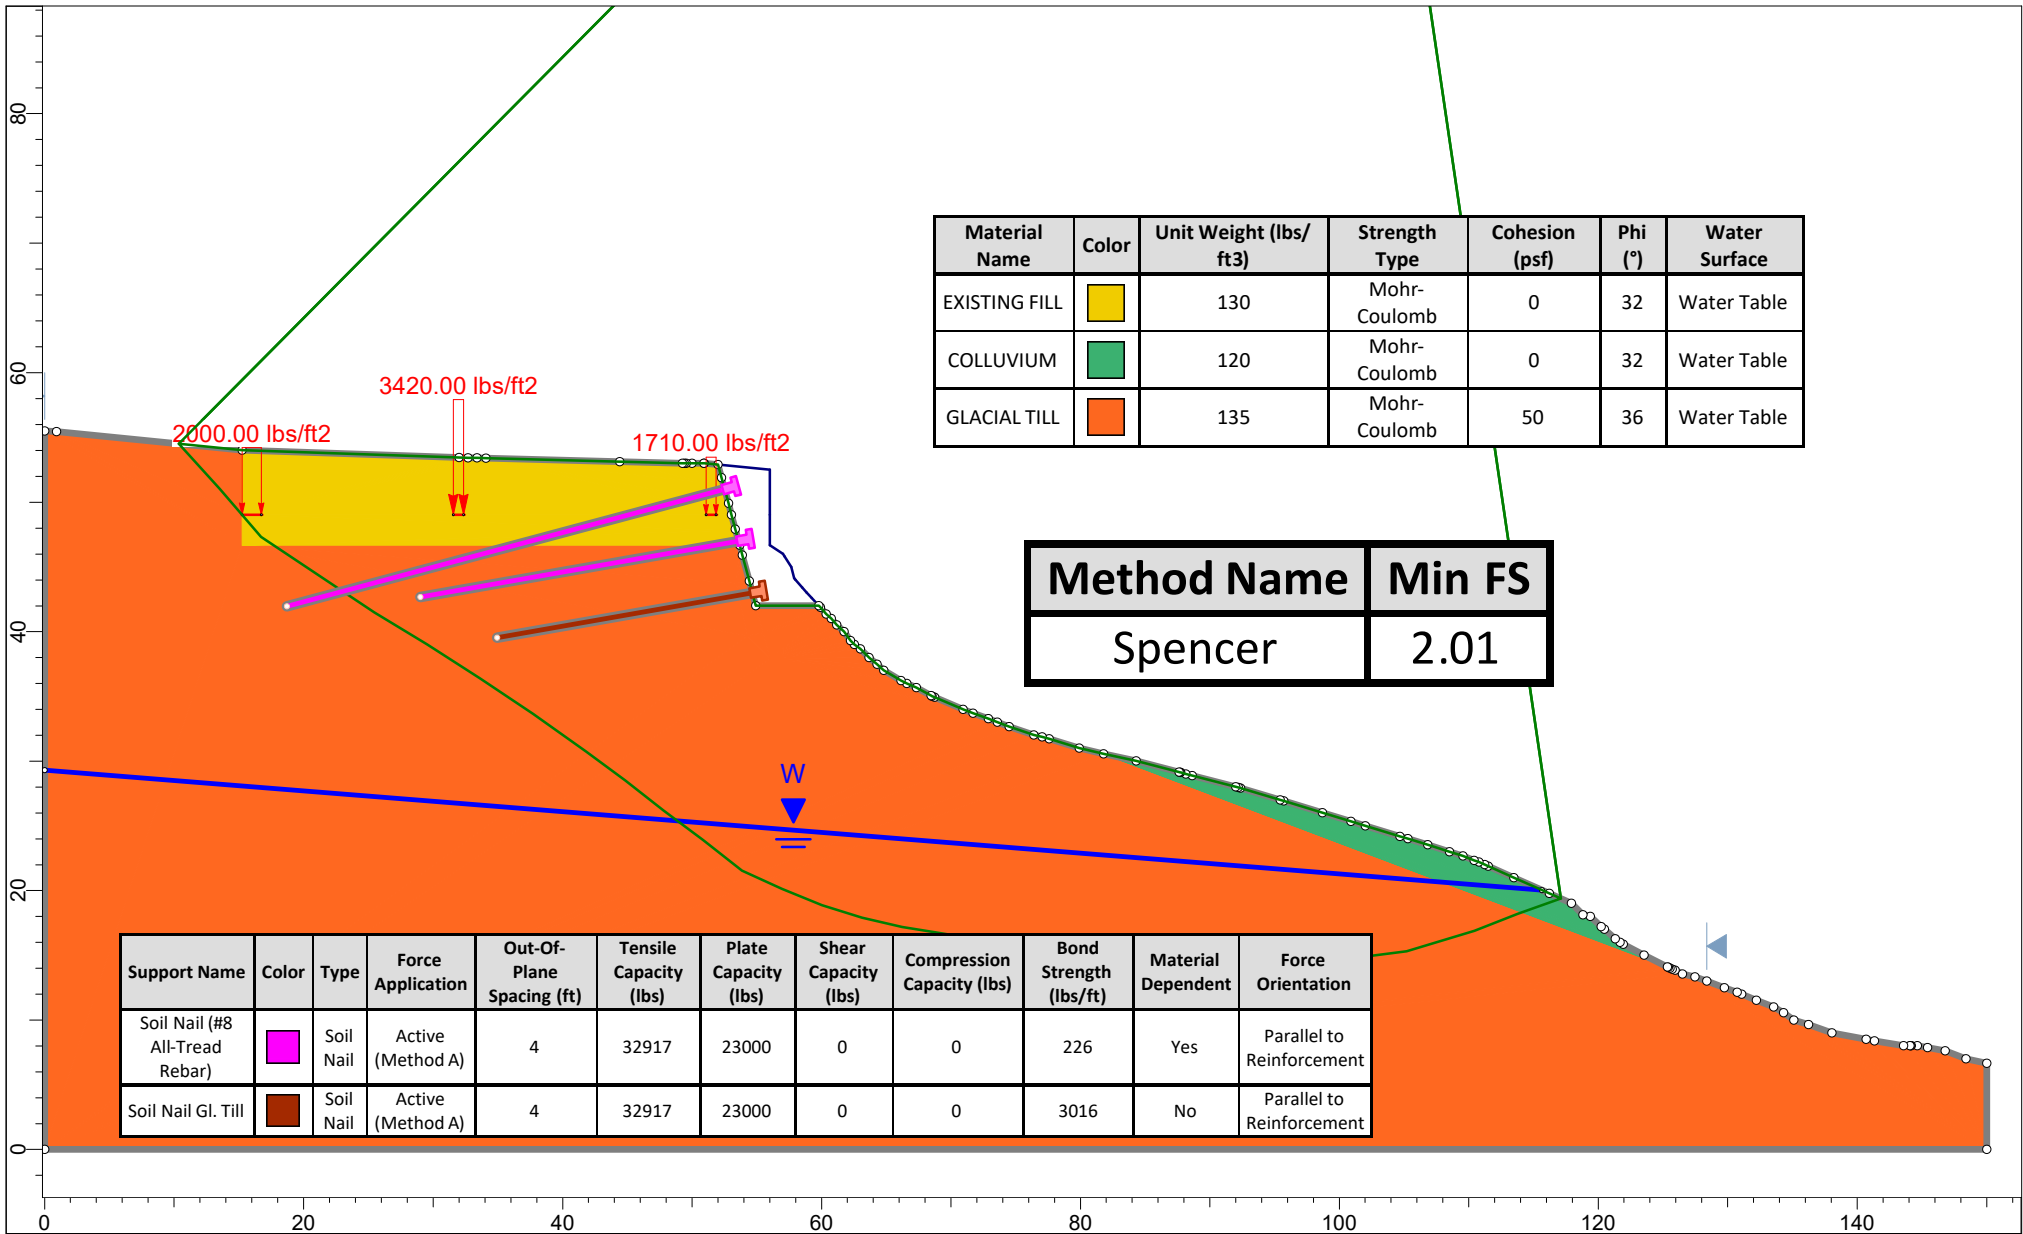 80
60
40
20
0
3420.00 lbs/ft2
2000.00 lbs/ft2
1710.00 lbs/ft2
Material Name Color Unit Weight (lbs/ft3) Strength Type Cohesion (psf) Phi (°) Water Surface
EXISTING FILL 130 Mohr-Coulomb 0 32 Water Table
COLLUVIUM 120 Mohr-Coulomb 0 32 Water Table
GLACIAL TILL 135 Mohr-Coulomb 50 36 Water Table
Method Name Min FS
Spencer 2.01
W
Support Name Color Type Force Application Out-Of-Plane Spacing (ft) Tensile Capacity (lbs) Plate Capacity (lbs) Shear Capacity (lbs) Compression Capacity (lbs) Bond Strength (lbs/ft) Material Dependent Force Orientation
Soil Nail (#8 All-Tread Rebar) Soil Nail Active (Method A) 4 32917 23000 0 0 226 Yes Parallel to Reinforcement
Soil Nail Gl. Till Soil Nail Active (Method A) 4 32917 23000 0 0 3016 No Parallel to Reinforcement
0 20 40 60 80 100 120 140